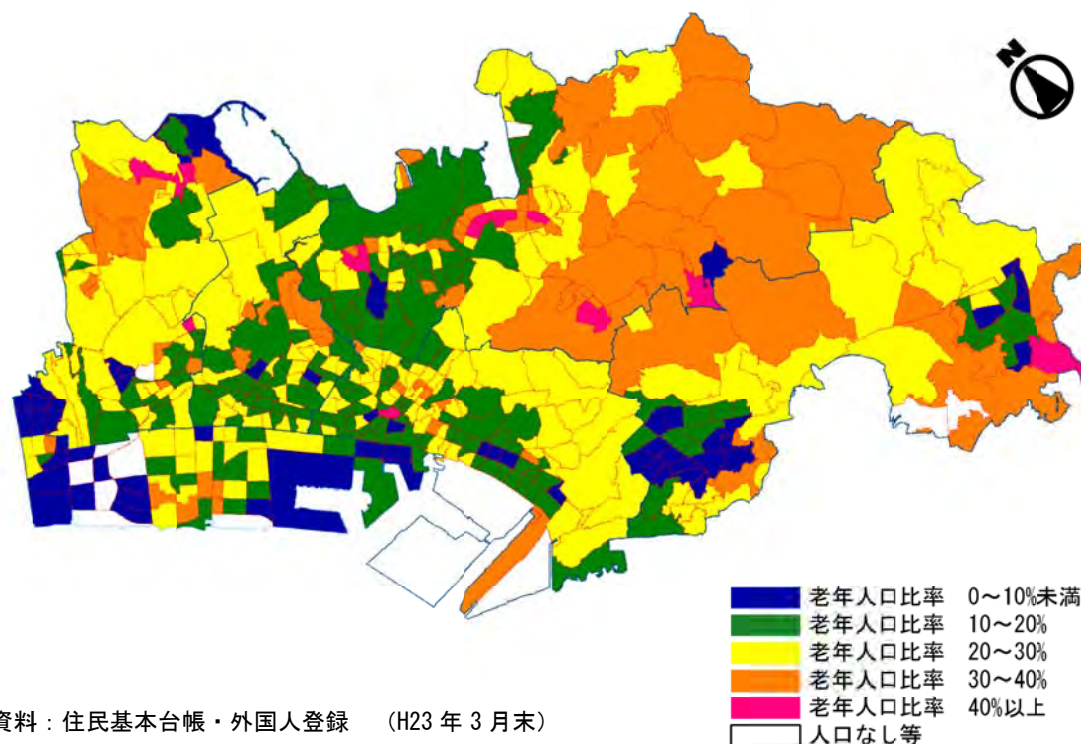 N
老年人口比率 0～10%未満
老年人口比率 10～20%
老年人口比率 20～30%
老年人口比率 30～40%
老年人口比率 40%以上
人口なし等
資料：住民基本台帳・外国人登録 （H23 年 3 月末）